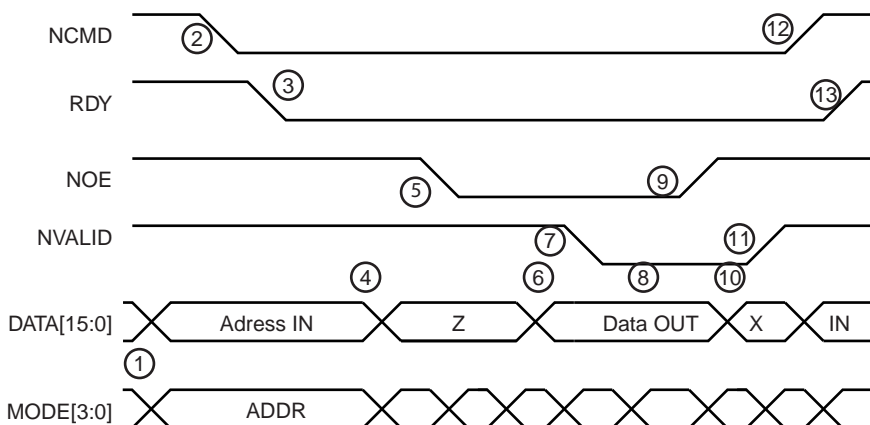 NCMD ② ⑫
RDY ③ ⑬
NOE ⑤ ⑨
NVALID ⑦ ⑧ ⑩ ⑪
④ ⑥
DATA[15:0] Adress IN Z Data OUT X IN
①
MODE[3:0] ADDR